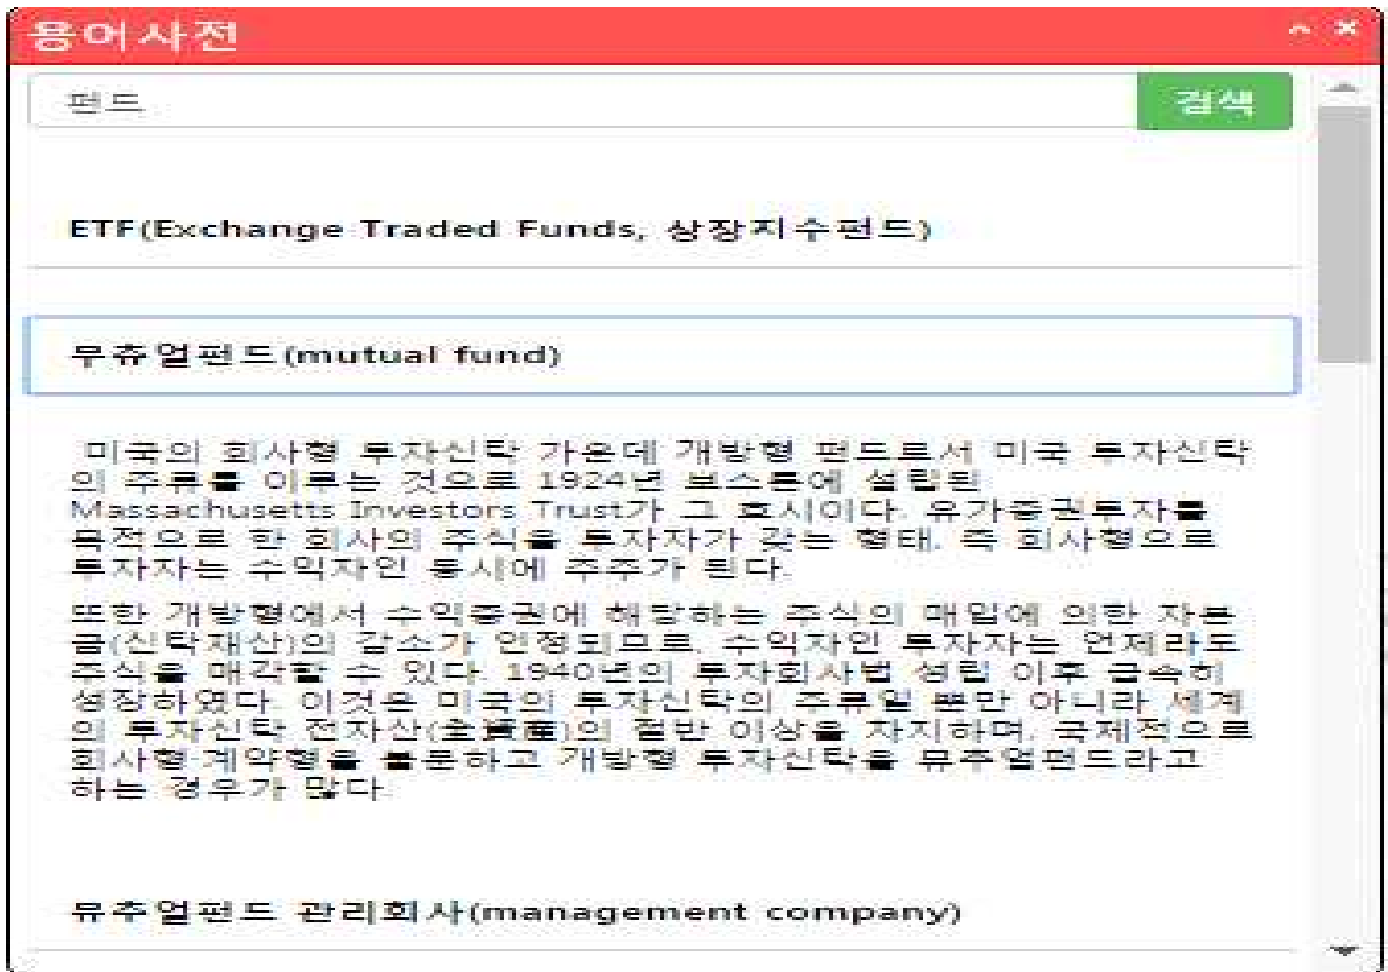 용어사전
펀드
검색
ETF(Exchange Traded Funds, 상장지수펀드)
무츄얼펀드(mutual fund)
미국의 회사형 투자신탁 가운데 개방형 펀드로서 미국 투자신탁
의 주류를 이루는 것으로 1924년 보스톤에 설립된
Massachusetts Investors Trust가 그 효시이다. 유가증권투자를
목적으로 한 회사의 주식을 투자자가 갖는 형태, 즉 회사형으로
투자자는 수익자인 동시에 주주가 된다.
또한 개방형에서 수익증권에 해당하는 주식의 매입에 의한 자본
금(신탁재산)의 감소가 인정되므로, 수익자인 투자자는 언제라도
주식을 매각할 수 있다. 1940년의 투자회사법 성립 이후 급속히
성장하였다. 이것은 미국의 투자신탁의 주류일 뿐만 아니라 세계
의 투자신탁 전자산(全資産)의 절반 이상을 차지하며, 국제적으로
회사형·계약형을 불문하고 개방형 투자신탁을 뮤추얼펀드라고
하는 경우가 많다.
뮤추얼펀드 관리회사(management company)